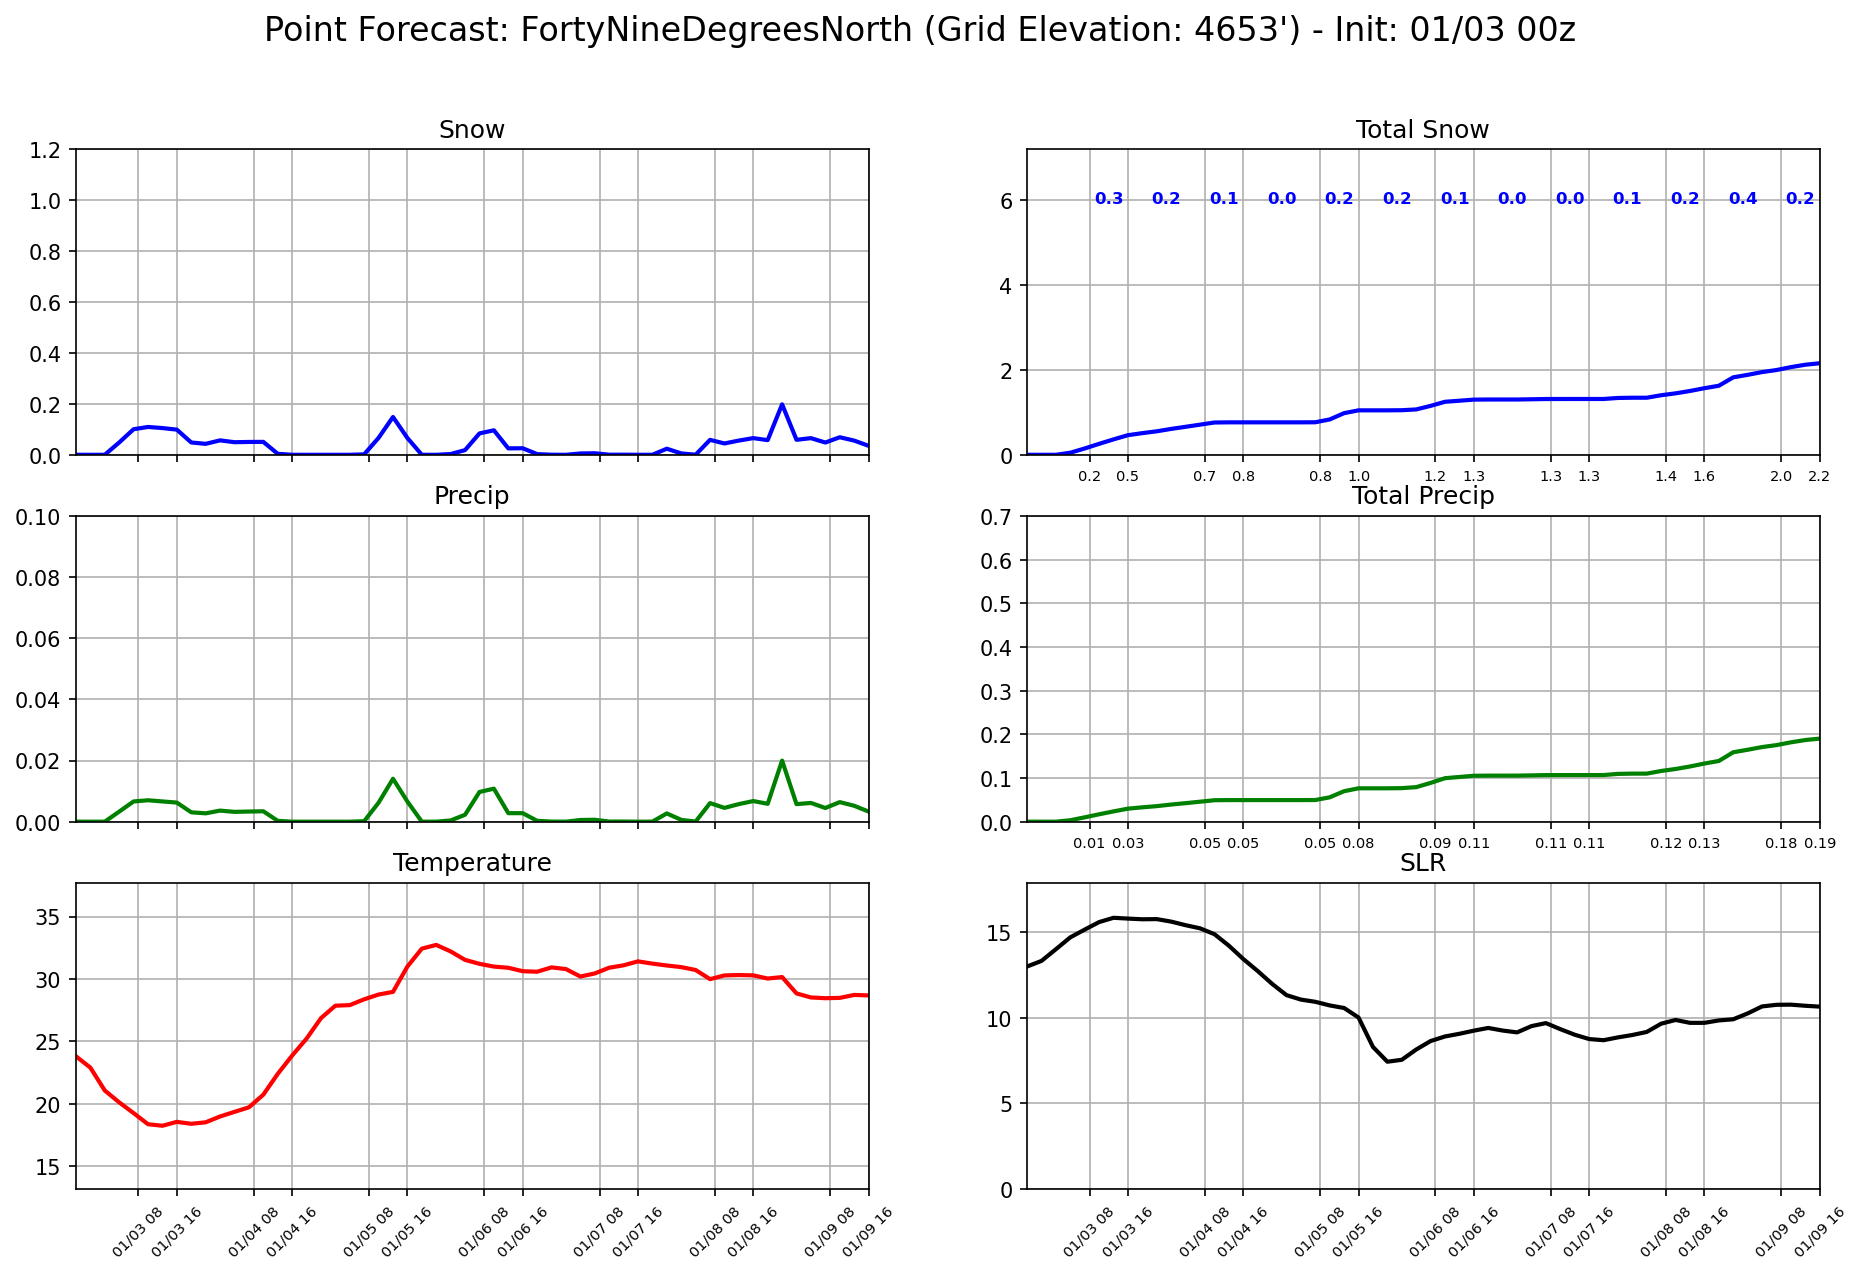 Point Forecast: FortyNineDegreesNorth (Grid Elevation: 4653') - Init: 01/03 00z
Snow
1.2
1.0
0.8
0.6
0.4
0.2
0.0
Total Snow
6
4
2
0
0.3 0.2 0.1 0.0 0.2 0.2 0.1 0.0 0.0 0.1 0.2 0.4 0.2
0.2 0.5 0.7 0.8 0.8 1.0 1.2 1.3 1.3 1.3 1.4 1.6 2.0 2.2
Precip
0.10
0.08
0.06
0.04
0.02
0.00
Total Precip
0.7
0.6
0.5
0.4
0.3
0.2
0.1
0.0
0.01 0.03 0.05 0.05 0.05 0.08 0.09 0.11 0.11 0.11 0.12 0.13 0.18 0.19
Temperature
35
30
25
20
15
01/03 08 01/03 16 01/04 08 01/04 16 01/05 08 01/05 16 01/06 08 01/06 16 01/07 08 01/07 16 01/08 08 01/08 16 01/09 08 01/09 16
SLR
15
10
5
0
01/03 08 01/03 16 01/04 08 01/04 16 01/05 08 01/05 16 01/06 08 01/06 16 01/07 08 01/07 16 01/08 08 01/08 16 01/09 08 01/09 16